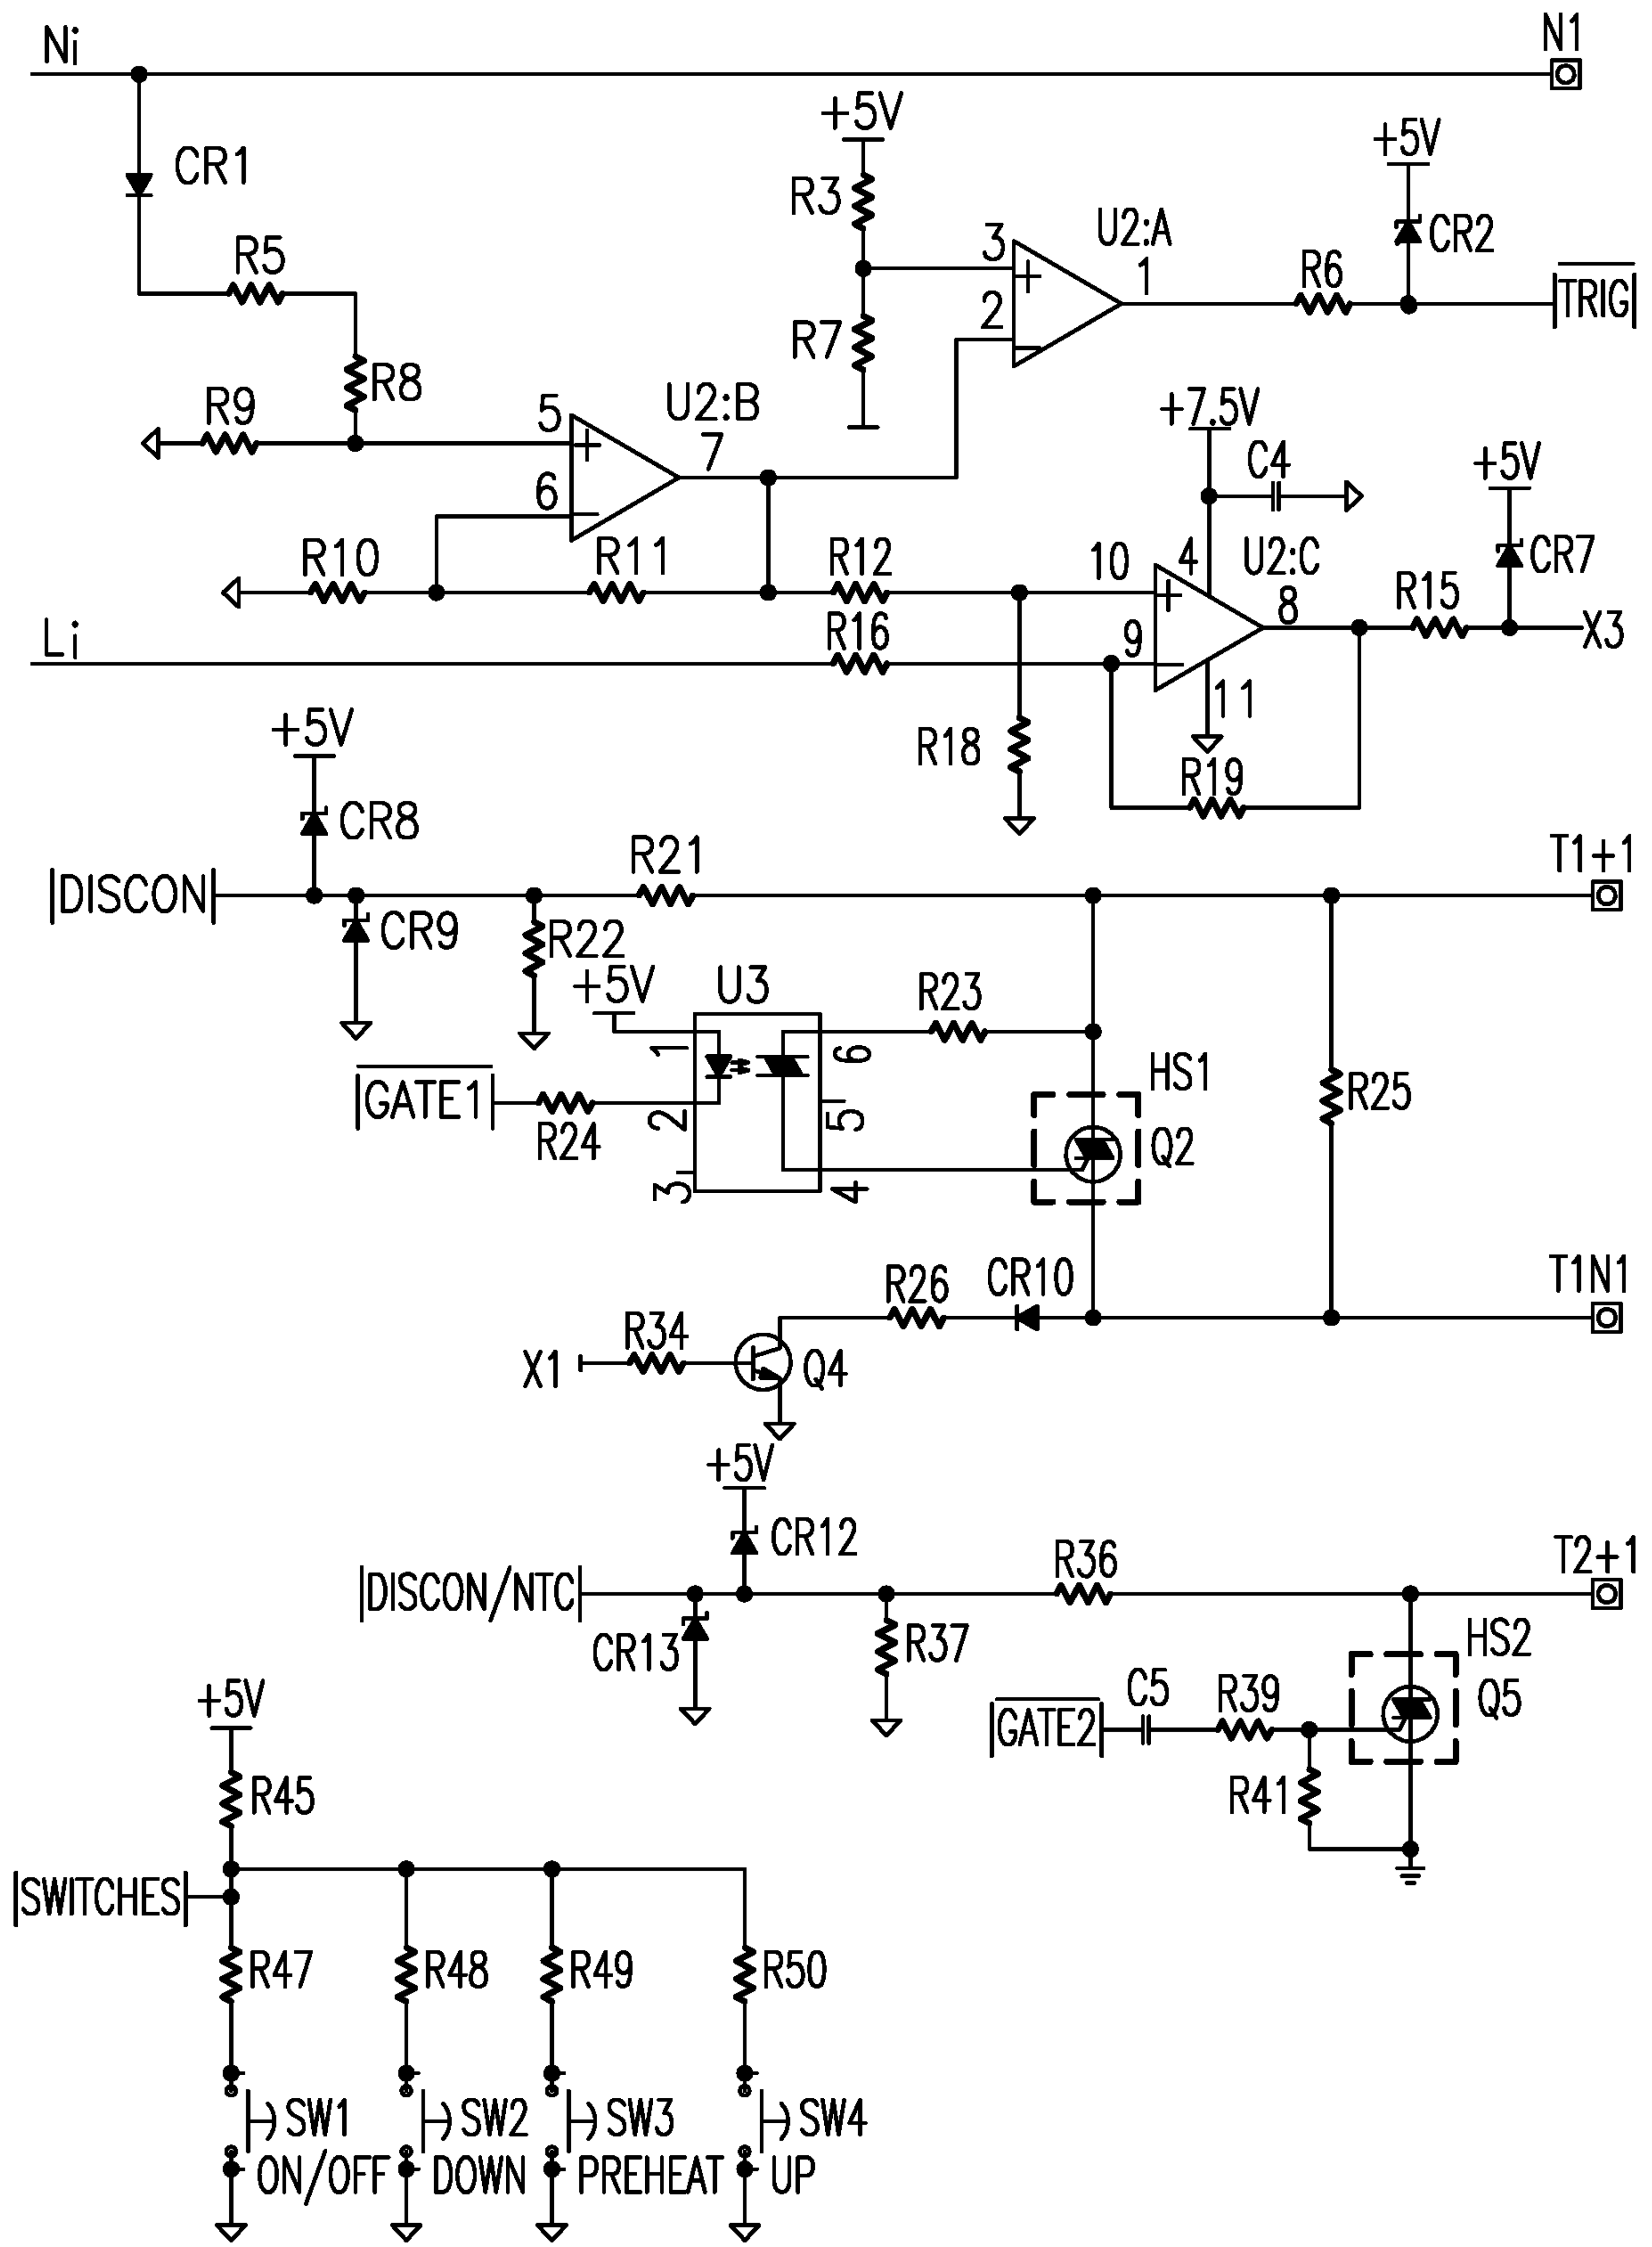 Ni
N1
+5V
+5V
CR1
R3
U2:A
3
1
CR2
R5
R6
TRIG
2
R7
R8
U2:B
+7.5V
R9
5
7
C4
+5V
6
R10
R11
R12
10
4
U2:C
CR7
R15
8
Li
R16
9
X3
11
+5V
R18
R19
CR8
T1+1
R21
DISCON
CR9
R22
+5V
U3
R23
1
6
HS1
GATE1
R25
2
5
R24
Q2
3
4
T1N1
R26
CR10
R34
X1
Q4
+5V
CR12
T2+1
R36
DISCON/NTC
CR13
R37
HS2
+5V
C5
R39
Q5
GATE2
R45
R41
SWITCHES
R47
R48
R49
R50
SW1
SW2
SW3
SW4
ON/OFF
DOWN
PREHEAT
UP